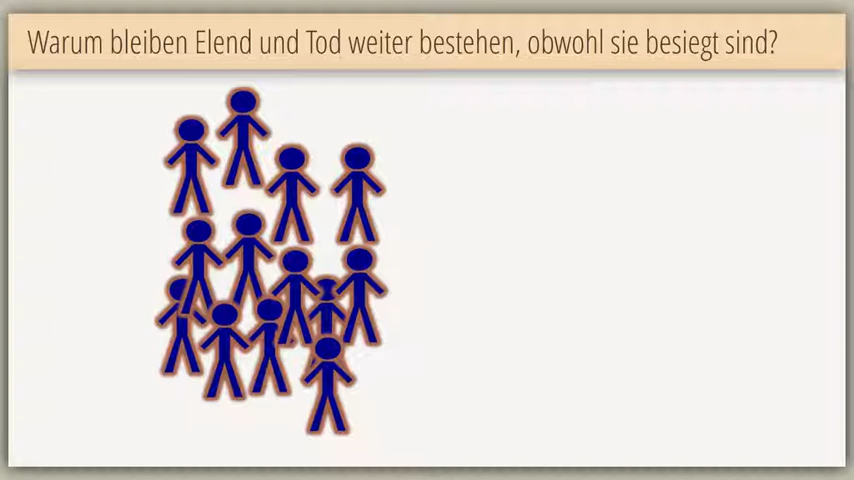 Warum bleiben Elend und Tod weiter bestehen, obwohl sie besiegt sind?